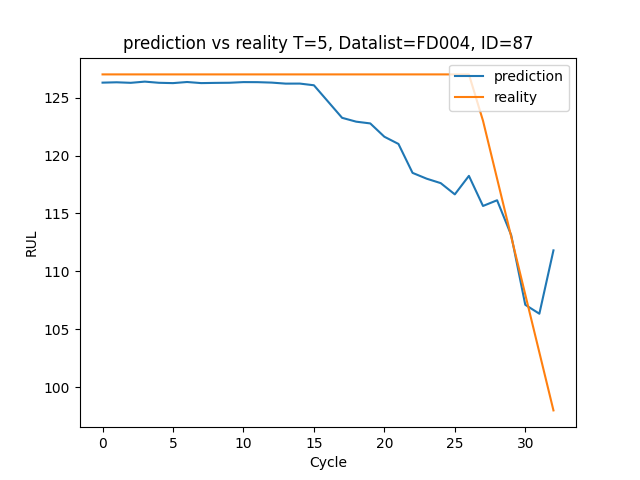 prediction vs reality T=5, Datalist=FD004, ID=87
prediction
reality
125
120
115
110
105
100
RUL
0 5 10 15 20 25 30
Cycle